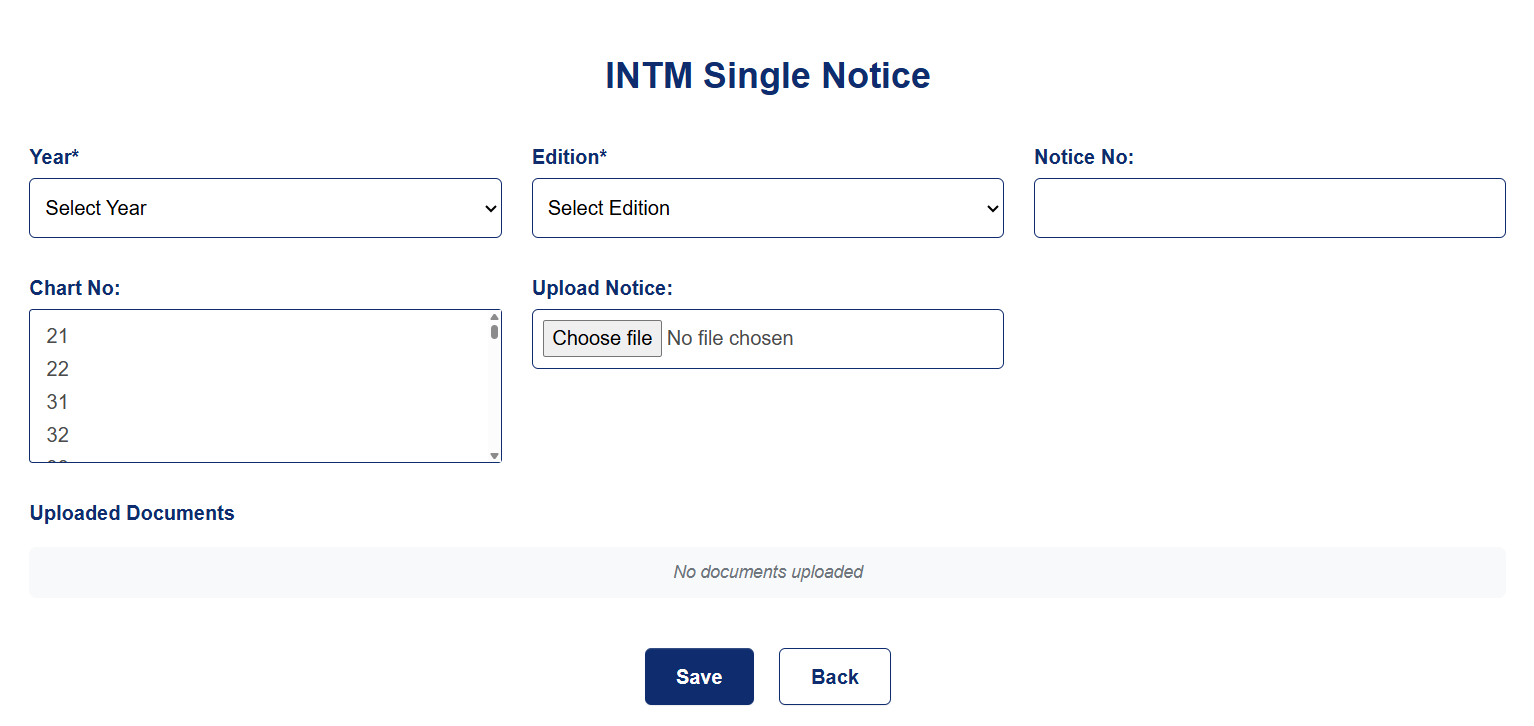 INTM Single Notice
Year* Edition* Notice No:
Select Year Select Edition
Chart No: Upload Notice:
21
22
31
32
Choose file No file chosen
Uploaded Documents
No documents uploaded
Save Back